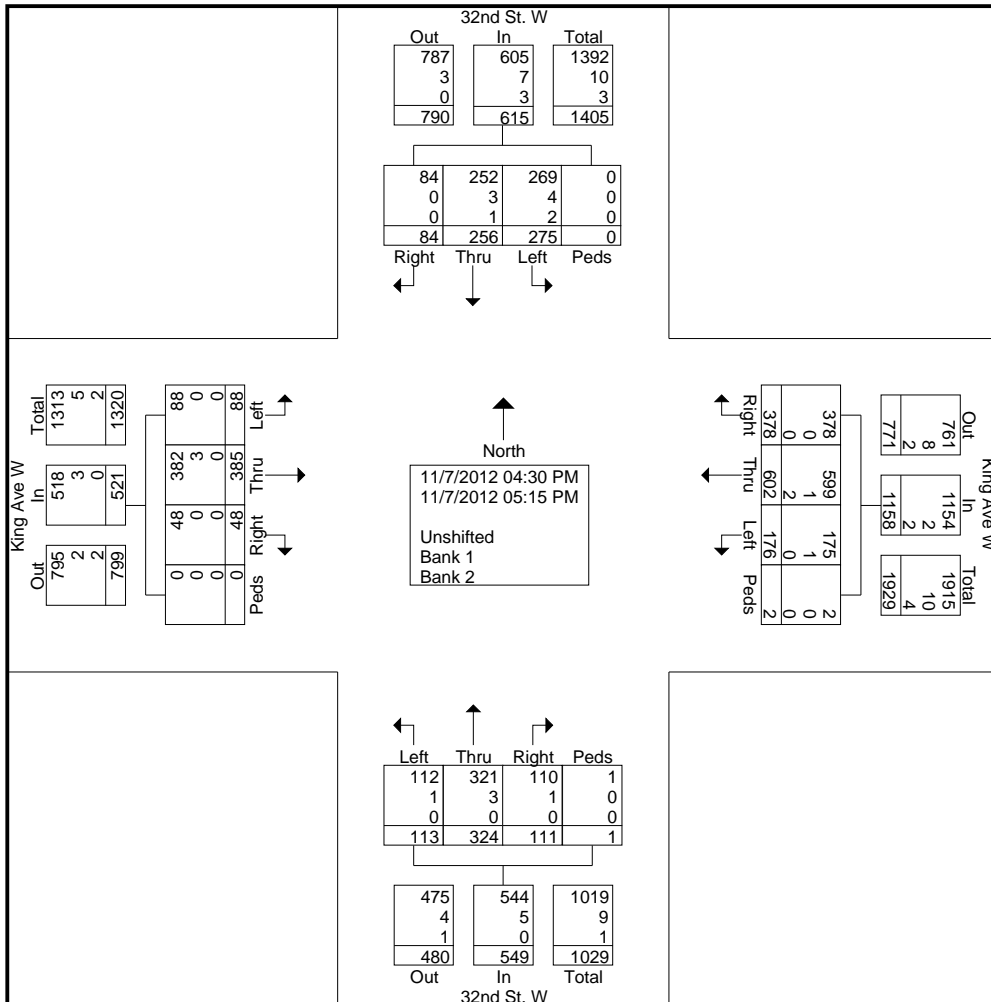 32nd St. W
Out In Total
787 605 1392
3 7 10
0 3 3
790 615 1405
84 252 269 0
0 3 4 0
0 1 2 0
84 256 275 0
Right Thru Left Peds
King Ave W
Total
1313
5
2
1320
In
518
3
0
521
Out
795
2
2
799
88
0
0
88
Left
382
3
0
385
Thru
48
0
0
48
Right
0
0
0
0
Peds
North
11/7/2012 04:30 PM
11/7/2012 05:15 PM
Unshifted
Bank 1
Bank 2
Right
378
0
0
378
Thru
599
1
2
602
Left
175
1
0
176
Peds
2
0
0
2
King Ave W
Out
761
8
2
771
In
1154
2
2
1158
Total
1915
10
4
1929
Left Thru Right Peds
112 321 110 1
1 3 1 0
0 0 0 0
113 324 111 1
475 544 1019
4 5 9
1 0 1
480 549 1029
Out In Total
32nd St. W